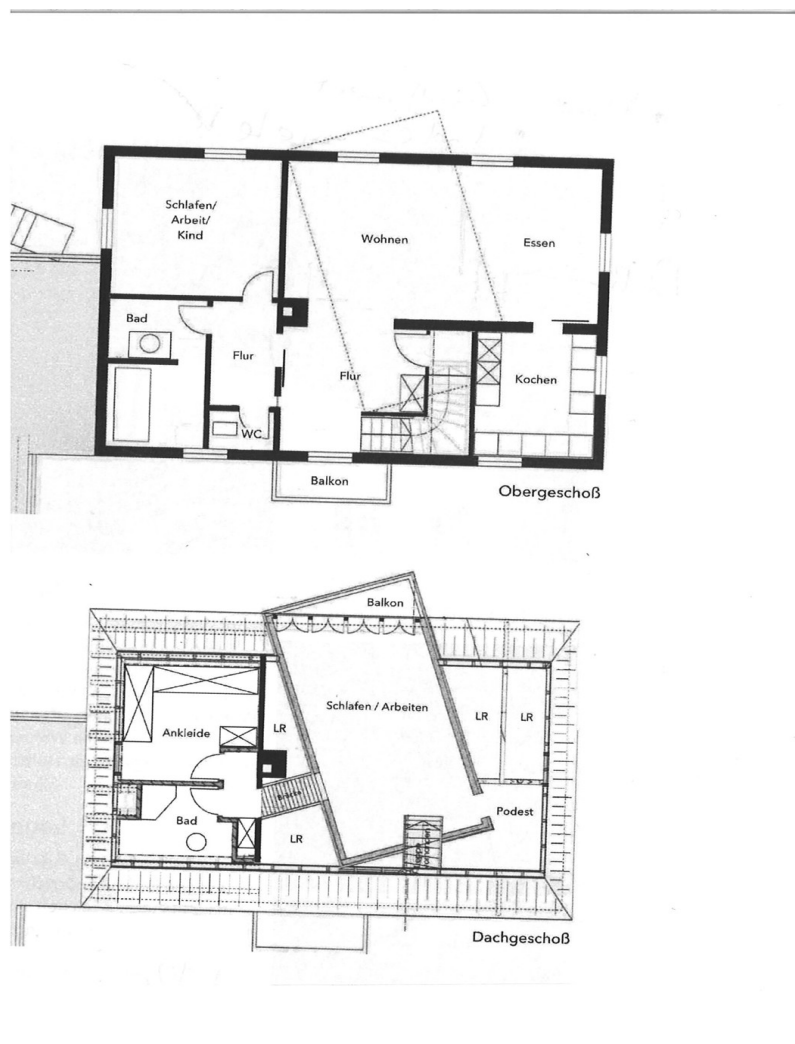 Schlafen/
Arbeit/
Kind
Wohnen
Essen
Bad
Flur
Flur
Kochen
WC
Balkon
Obergeschoß
Balkon
Schlafen / Arbeiten
LR
LR
LR
Ankleide
Brücke
Podest
Bad
LR
Dachgeschoß